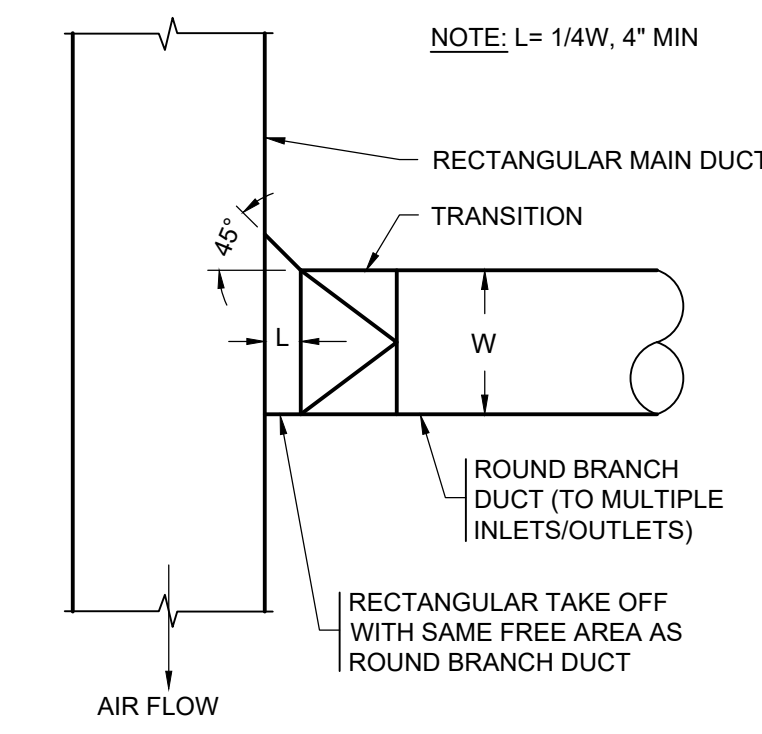 NOTE: L= 1/4W, 4" MIN
RECTANGULAR MAIN DUCT
TRANSITION
45°
L
W
ROUND BRANCH
DUCT (TO MULTIPLE
INLETS/OUTLETS)
RECTANGULAR TAKE OFF
WITH SAME FREE AREA AS
ROUND BRANCH DUCT
AIR FLOW